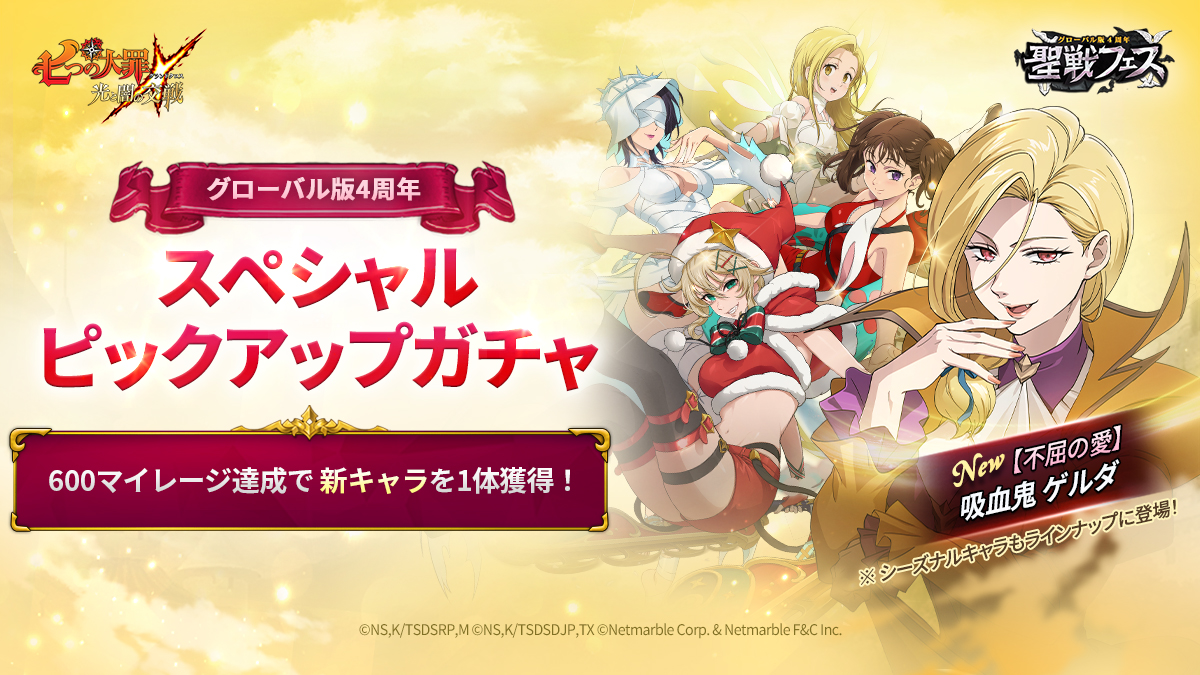 七つの大罪
グランドクロス
光と闇の交戦
グローバル版4周年
聖戦フェス
グローバル版4周年
スペシャル
ピックアップガチャ
600マイレージ達成で 新キャラを1体獲得！
New【不屈の愛】
吸血鬼 ゲルダ
※ シーズナルキャラもラインナップに登場！
©NS,K/TSDSRP,M ©NS,K/TSDSDJP,TX ©Netmarble Corp. & Netmarble F&C Inc.